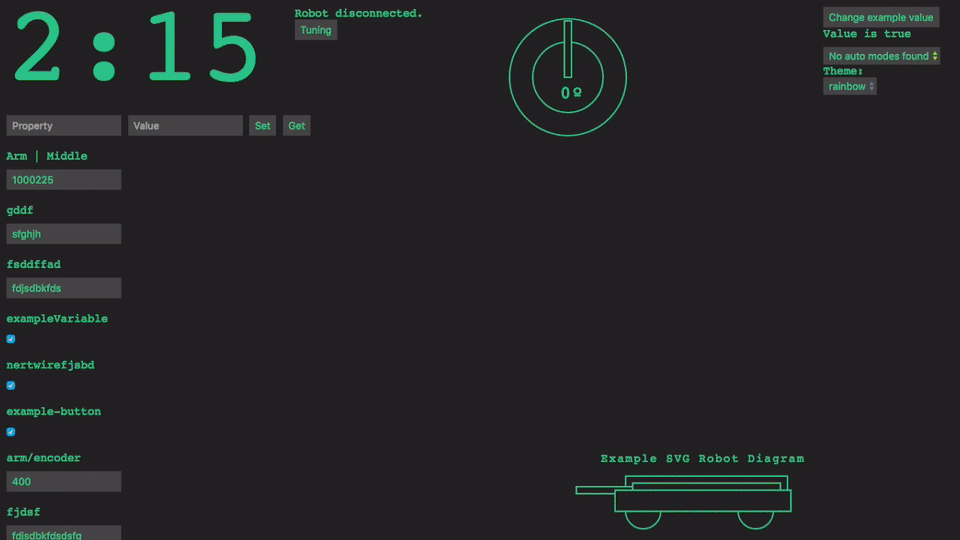 2:15
Robot disconnected.
Tuning
0º
Change example value
Value is true
No auto modes found
Theme:
rainbow
Property
Value
Set
Get
Arm | Middle
1000225
gddf
sfghjh
fsddffad
fdjsdbkfds
exampleVariable
nertwirefjsbd
example-button
arm/encoder
400
fjdsf
fdjsdbkfdsdsfg
Example SVG Robot Diagram